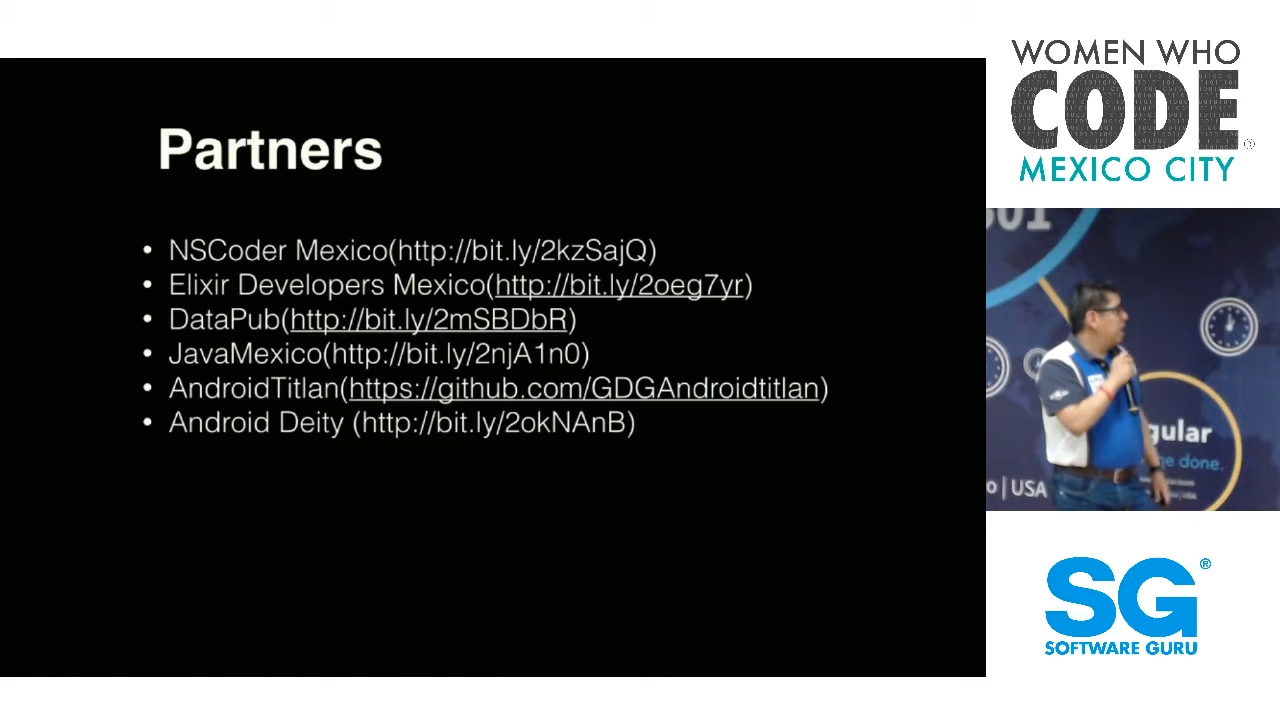 Partners
• NSCoder Mexico(http://bit.ly/2kzSajQ)
• Elixir Developers Mexico(http://bit.ly/2oeg7yr)
• DataPub(http://bit.ly/2mSBDbR)
• JavaMexico(http://bit.ly/2njA1n0)
• AndroidTitlan(https://github.com/GDGAndroidtitlan)
• Android Deity (http://bit.ly/2okNAnB)
WOMEN WHO
CODE®
MEXICO CITY
gular
done.
o | USA
SG®
SOFTWARE GURU